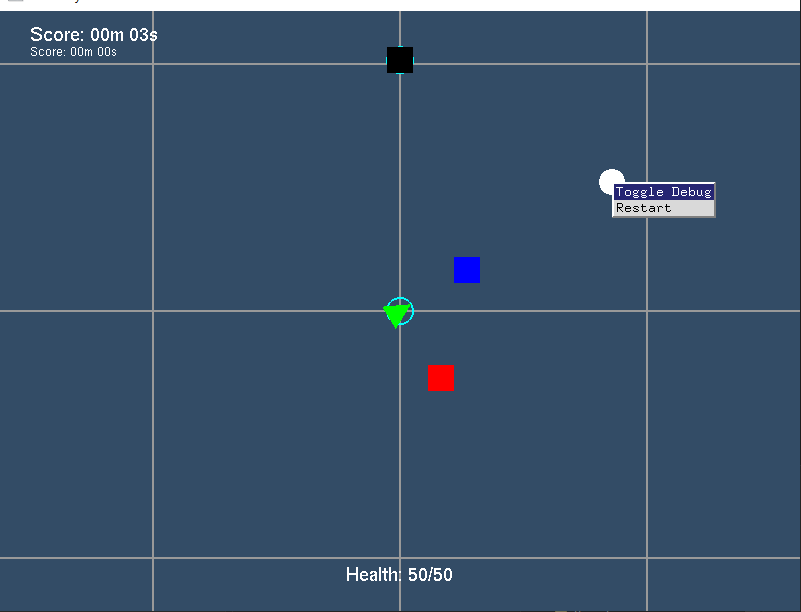 Score: 00m 03s
Score: 00m 00s
Toggle Debug
Restart
Health: 50/50